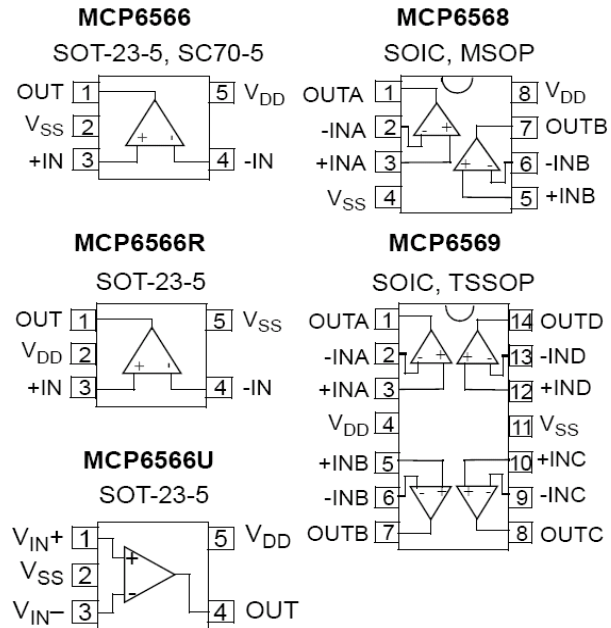 MCP6566
SOT-23-5, SC70-5
OUT 1 5 VDD
VSS 2
+IN 3 4 -IN
+ -
MCP6568
SOIC, MSOP
OUTA 1 8 VDD
-INA 2 7 OUTB
+INA 3 6 -INB
VSS 4 5 +INB
- +
+ -
MCP6566R
SOT-23-5
OUT 1 5 VSS
VDD 2
+IN 3 4 -IN
+ -
MCP6569
SOIC, TSSOP
OUTA 1 14 OUTD
-INA 2 13 -IND
+INA 3 12 +IND
VDD 4 11 VSS
+INB 5 10 +INC
-INB 6 9 -INC
OUTB 7 8 OUTC
- + + -
- + + -
MCP6566U
SOT-23-5
VIN+ 1 5 VDD
VSS 2
VIN– 3 4 OUT
+
-